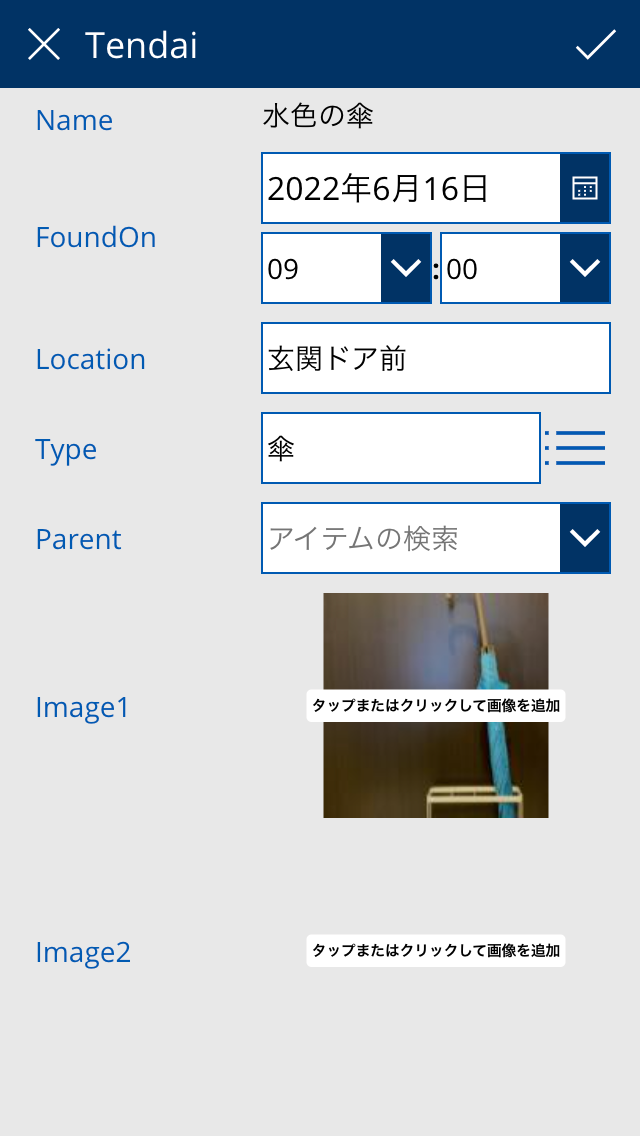 Tendai
Name
水色の傘
FoundOn
2022年6月16日
09 : 00
Location
玄関ドア前
Type
傘
Parent
アイテムの検索
Image1
タップまたはクリックして画像を追加
Image2
タップまたはクリックして画像を追加